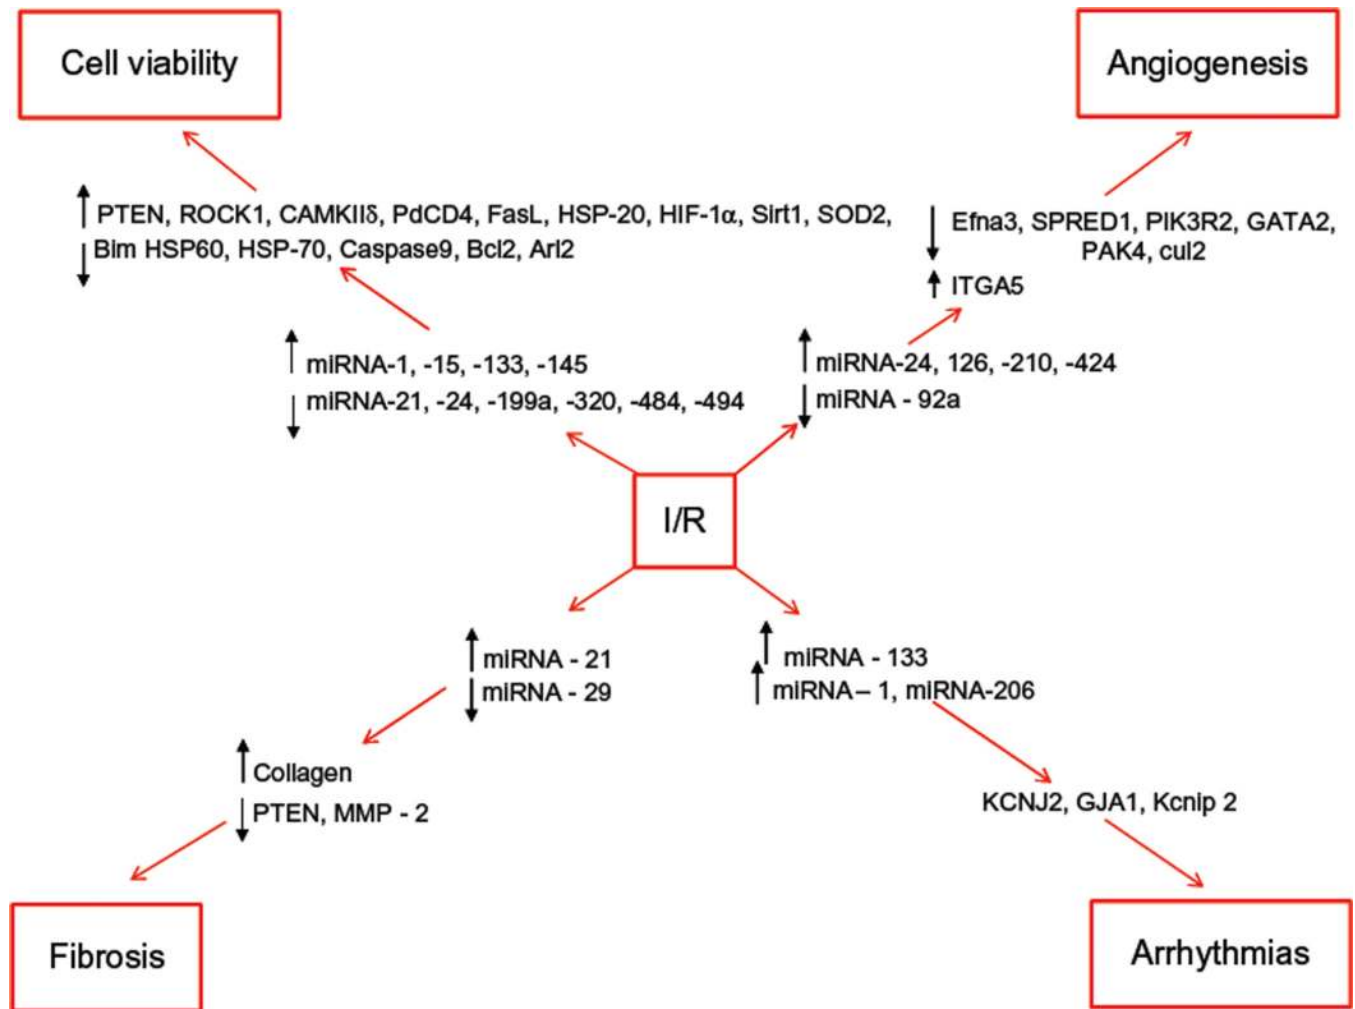 Cell viability
Angiogenesis
PTEN, ROCK1, CAMKIIδ, PdCD4, FasL, HSP-20, HIF-1α, Sirt1, SOD2,
Bim HSP60, HSP-70, Caspase9, Bcl2, Arl2
Efna3, SPRED1, PIK3R2, GATA2,
PAK4, cul2
ITGA5
miRNA-1, -15, -133, -145
miRNA-21, -24, -199a, -320, -484, -494
miRNA-24, 126, -210, -424
miRNA - 92a
I/R
miRNA - 21
miRNA - 29
miRNA - 133
miRNA – 1, miRNA-206
Collagen
PTEN, MMP - 2
KCNJ2, GJA1, Kcnip 2
Fibrosis
Arrhythmias